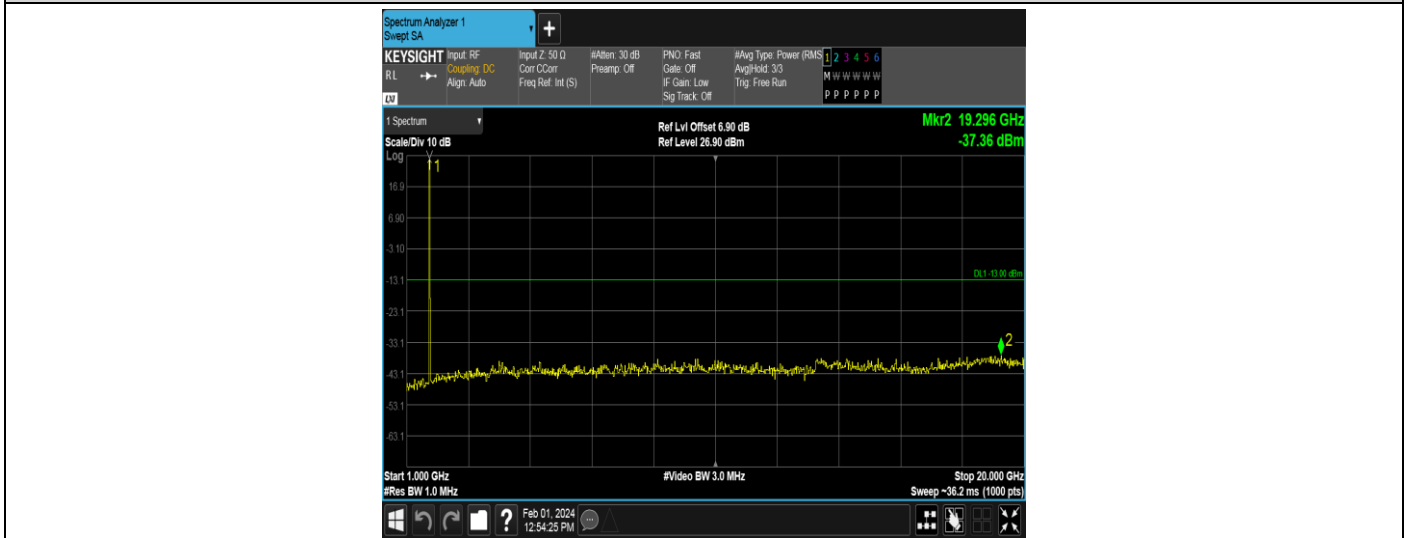 Spectrum Analyzer 1
Swept SA
+
KEYSIGHT
RL
LXI
Input: RF
Coupling: DC
Align: Auto
Input Z: 50 Ω
Corr CCorr
Freq Ref: Int (S)
#Atten: 30 dB
Preamp: Off
PNO: Fast
Gate: Off
IF Gain: Low
Sig Track: Off
#Avg Type: Power (RMS
Avg|Hold: 3/3
Trig: Free Run
1 2 3 4 5 6
M W W W W W
P P P P P P
1 Spectrum
Scale/Div 10 dB
Log
Ref Lvl Offset 6.90 dB
Ref Level 26.90 dBm
Mkr2 19.296 GHz
-37.36 dBm
1
16.9
6.90
-3.10
DL1 -13.00 dBm
-13.1
-23.1
-33.1
2
-43.1
-53.1
-63.1
Start 1.000 GHz
#Res BW 1.0 MHz
#Video BW 3.0 MHz
Stop 20.000 GHz
Sweep ~36.2 ms (1000 pts)
?
Feb 01, 2024
12:54:25 PM